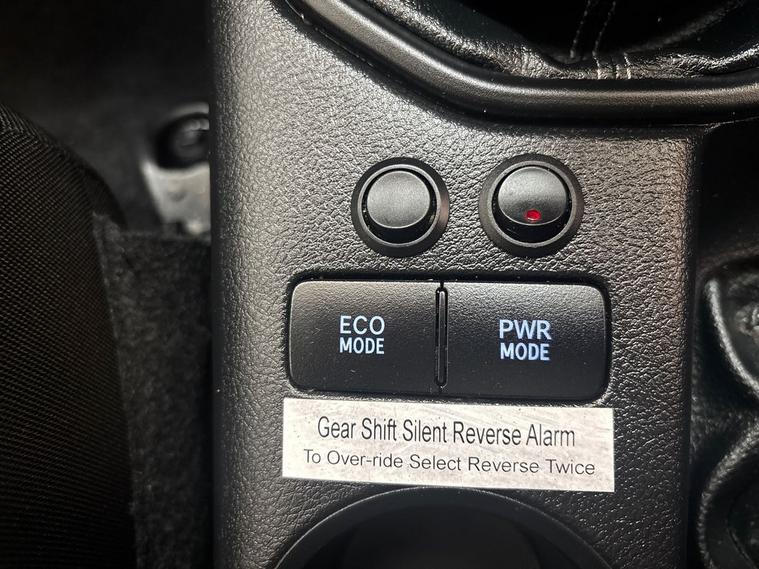 ECO
MODE
PWR
MODE
Gear Shift Silent Reverse Alarm
To Over-ride Select Reverse Twice